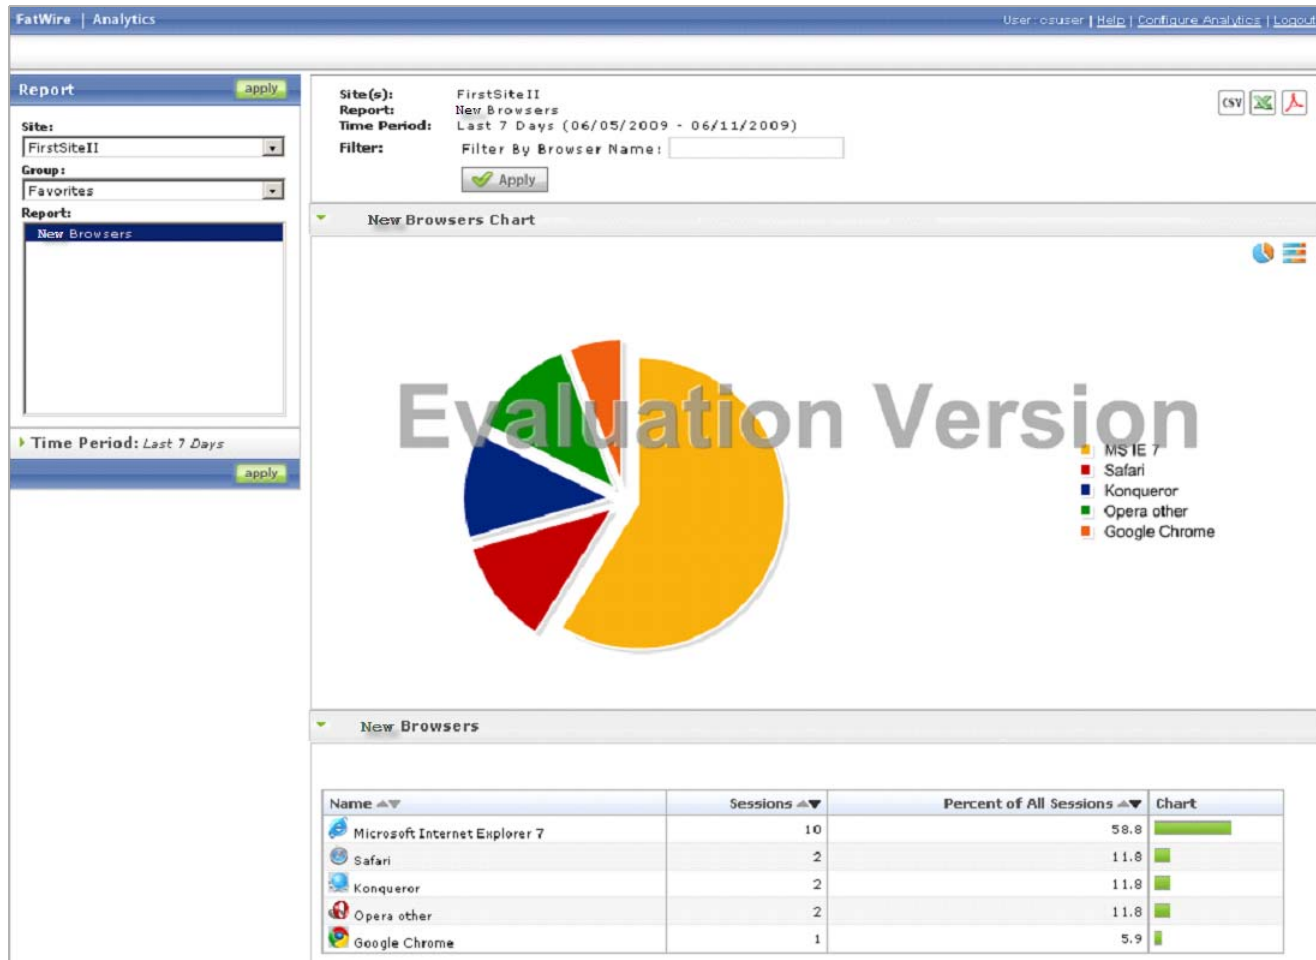 FatWire | Analytics
User: csuser | Help | Configure Analytics | Logout
Report apply
Site:
FirstSiteII
Group:
Favorites
Report:
New Browsers
Time Period: Last 7 Days
apply
Site(s): FirstSiteII
Report: New Browsers
Time Period: Last 7 Days (06/05/2009 - 06/11/2009)
Filter: Filter By Browser Name:
Apply
CSV
New Browsers Chart
Evaluation Version
MS IE 7
Safari
Konqueror
Opera other
Google Chrome
New Browsers
Name Sessions Percent of All Sessions Chart
Microsoft Internet Explorer 7 10 58.8
Safari 2 11.8
Konqueror 2 11.8
Opera other 2 11.8
Google Chrome 1 5.9